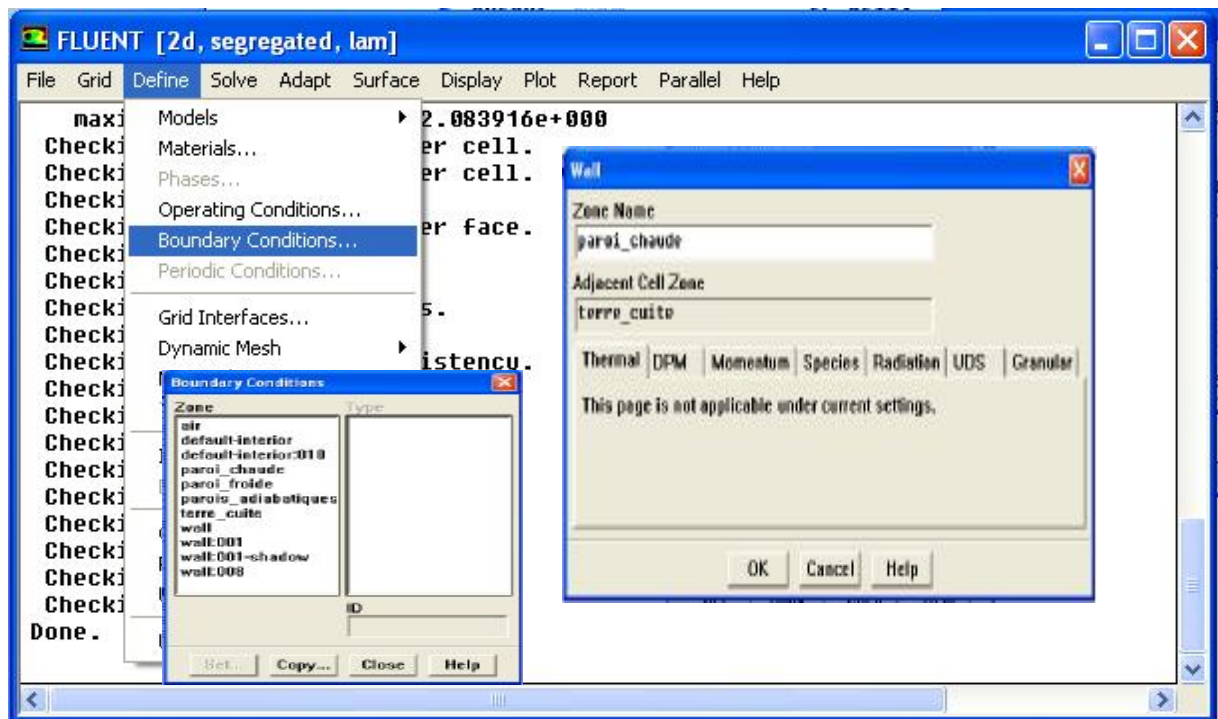 FLUENT [2d, segregated, lam]
File Grid Define Solve Adapt Surface Display Plot Report Parallel Help
maxi 2.083916e+000
Checki er cell.
Checki er cell.
Checki
Checki er face.
Checki
Checki
Checki s.
Checki
Checki istency.
Checki
Checki
Checki
Checki
Checki
Checki
Checki
Checki
Checki
Done.
Models
Materials...
Phases...
Operating Conditions...
Boundary Conditions...
Periodic Conditions...
Grid Interfaces...
Dynamic Mesh
Boundary Conditions
Zone Type
air
default-interior
default-interior:010
paroi_chaude
paroi_froide
parois_adiabatiques
terre_cuite
wall
wall:001
wall:001-shadow
wall:008
ID
Set... Copy... Close Help
Wall
Zone Name
paroi_chaude
Adjacent Cell Zone
terre_cuite
Thermal DPM Momentum Species Radiation UDS Granular
This page is not applicable under current settings.
OK Cancel Help